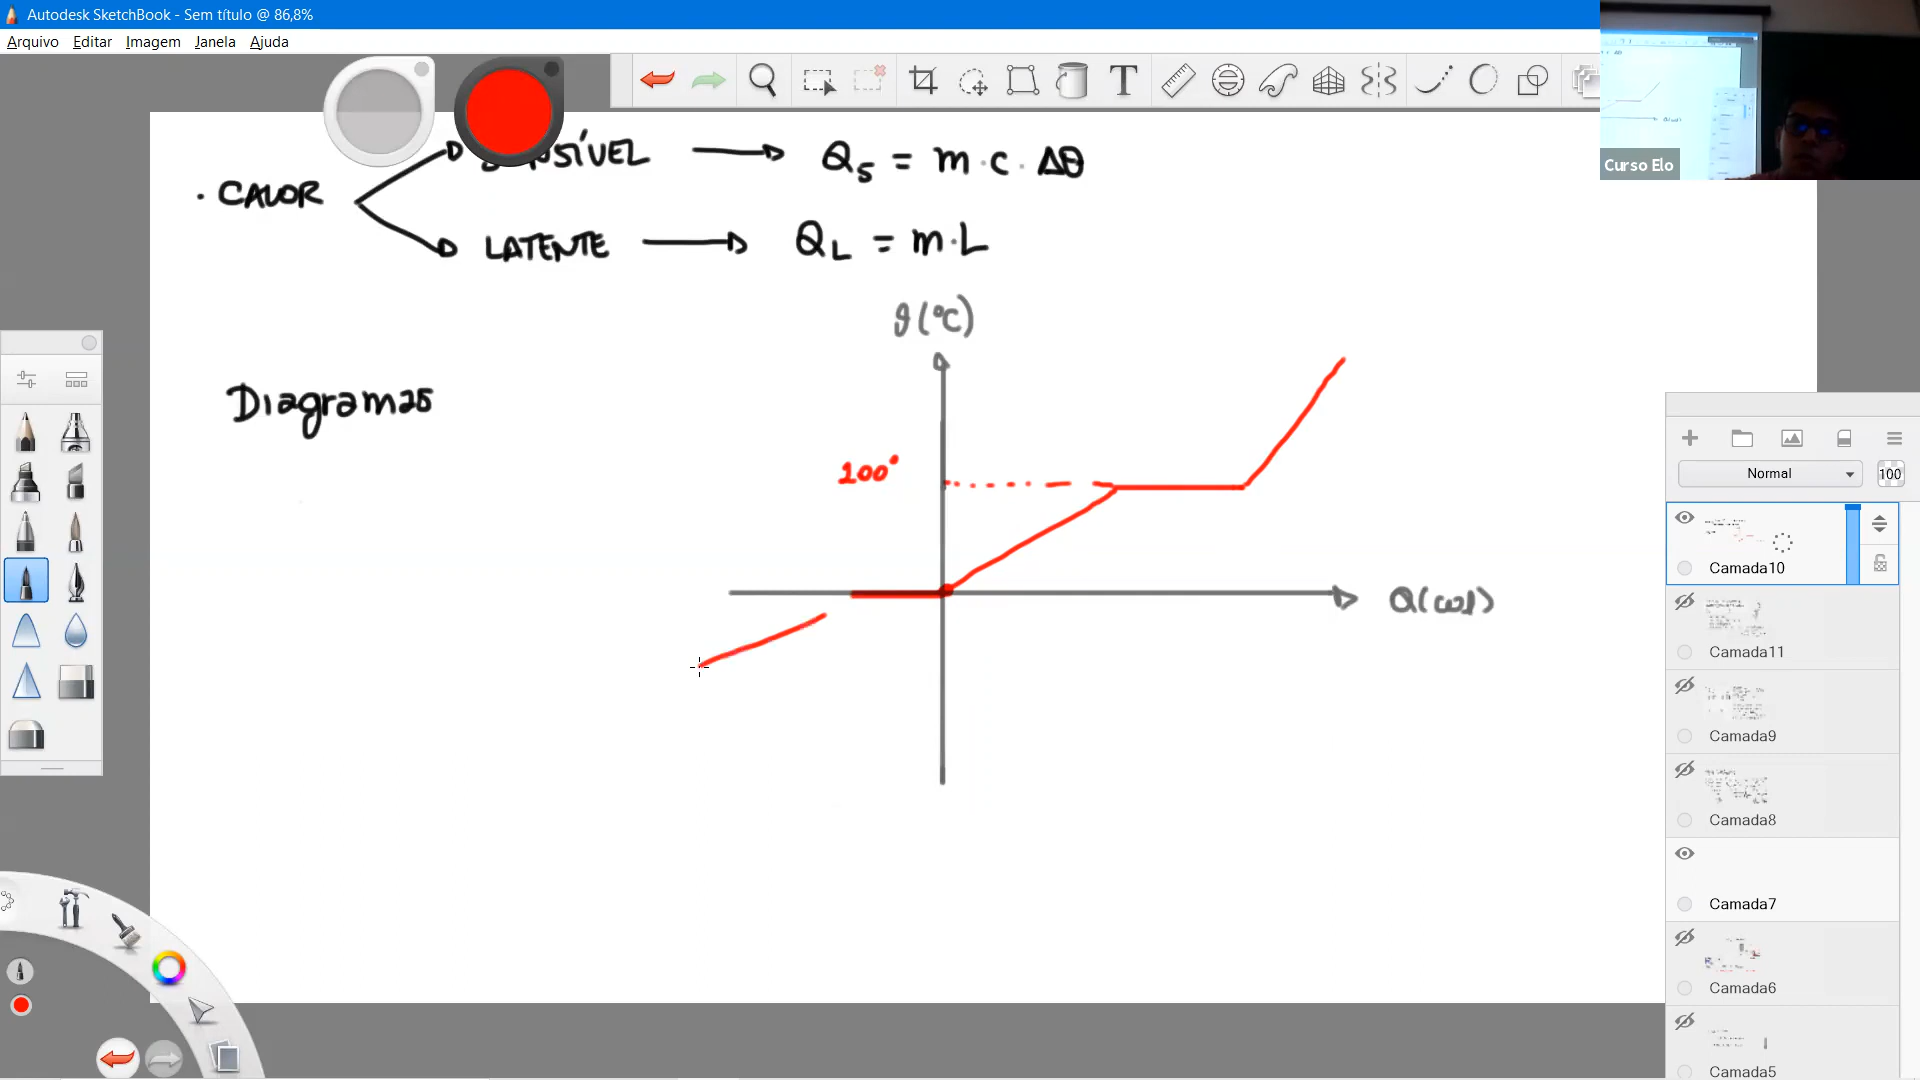 Autodesk SketchBook - Sem título @ 86,8%
Arquivo Editar Imagem Janela Ajuda
Curso Elo
SÍVEL → Qs = m·c·Δθ
· CALOR
LATENTE → QL = m·L
θ(°C)
Diagramas
100°
Q(cal)
Normal 100
Camada10
Camada11
Camada9
Camada8
Camada7
Camada6
Camada5